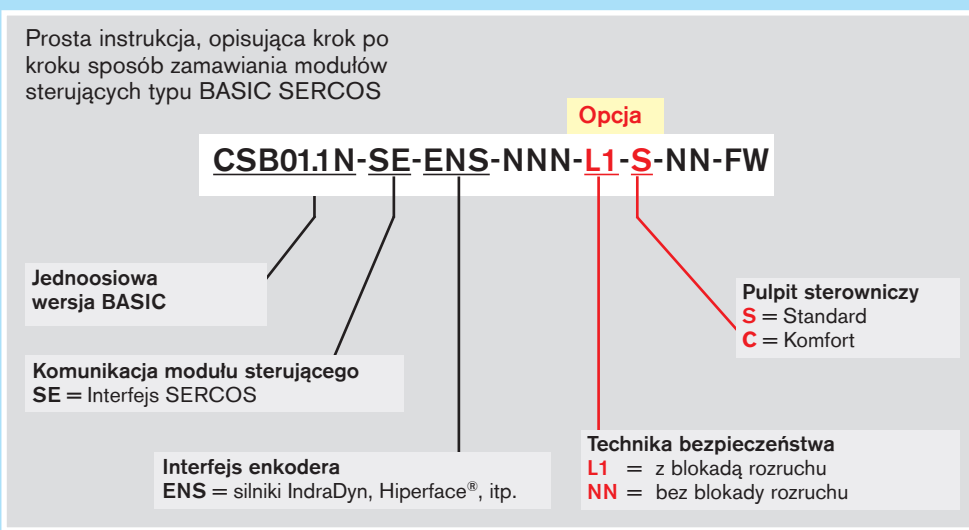 Prosta instrukcja, opisująca krok po
kroku sposób zamawiania modułów
sterujących typu BASIC SERCOS
Opcja
CSB01.1N-SE-ENS-NNN-L1-S-NN-FW
Jednoosiowa
wersja BASIC
Pulpit sterowniczy
S = Standard
C = Komfort
Komunikacja modułu sterującego
SE = Interfejs SERCOS
Technika bezpieczeństwa
L1 = z blokadą rozruchu
NN = bez blokady rozruchu
Interfejs enkodera
ENS = silniki IndraDyn, Hiperface®, itp.